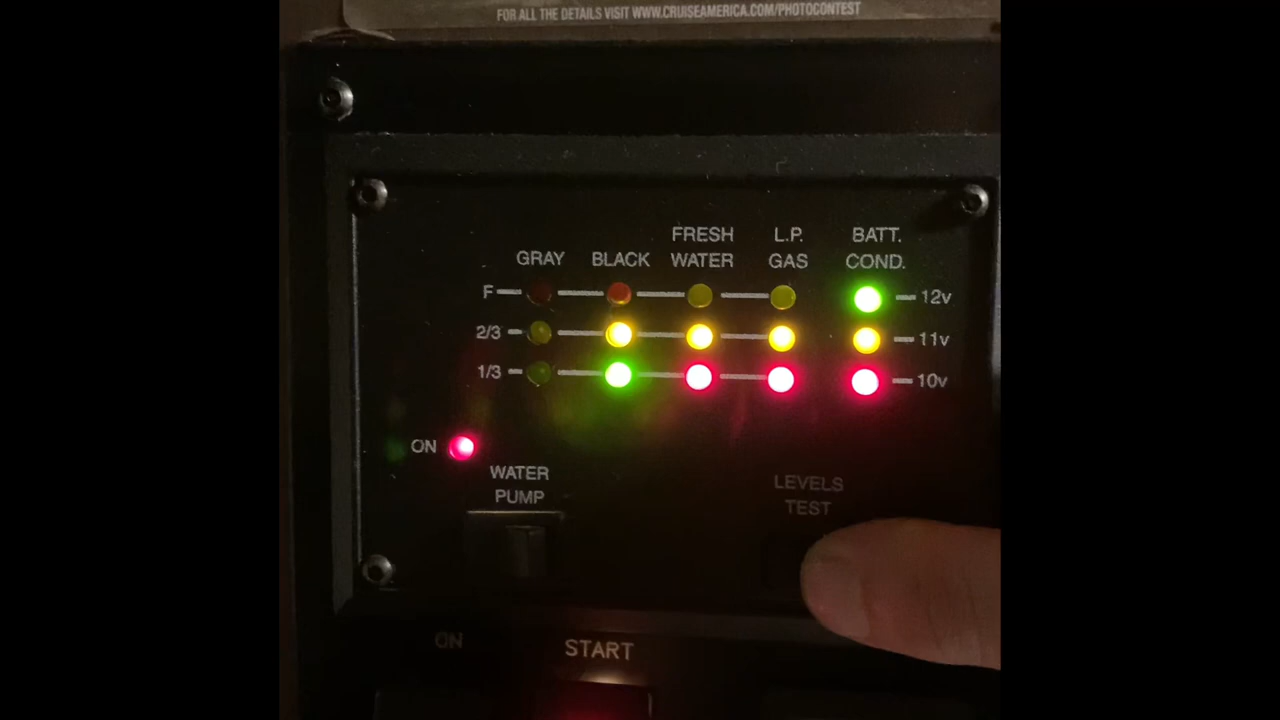 FOR ALL THE DETAILS VISIT WWW.CRUISEAMERICA.COM/PHOTOCONTEST
FRESH L.P. BATT.
GRAY BLACK WATER GAS COND.
F 12v
2/3 11v
1/3 10v
ON
WATER
PUMP
LEVELS
TEST
ON START